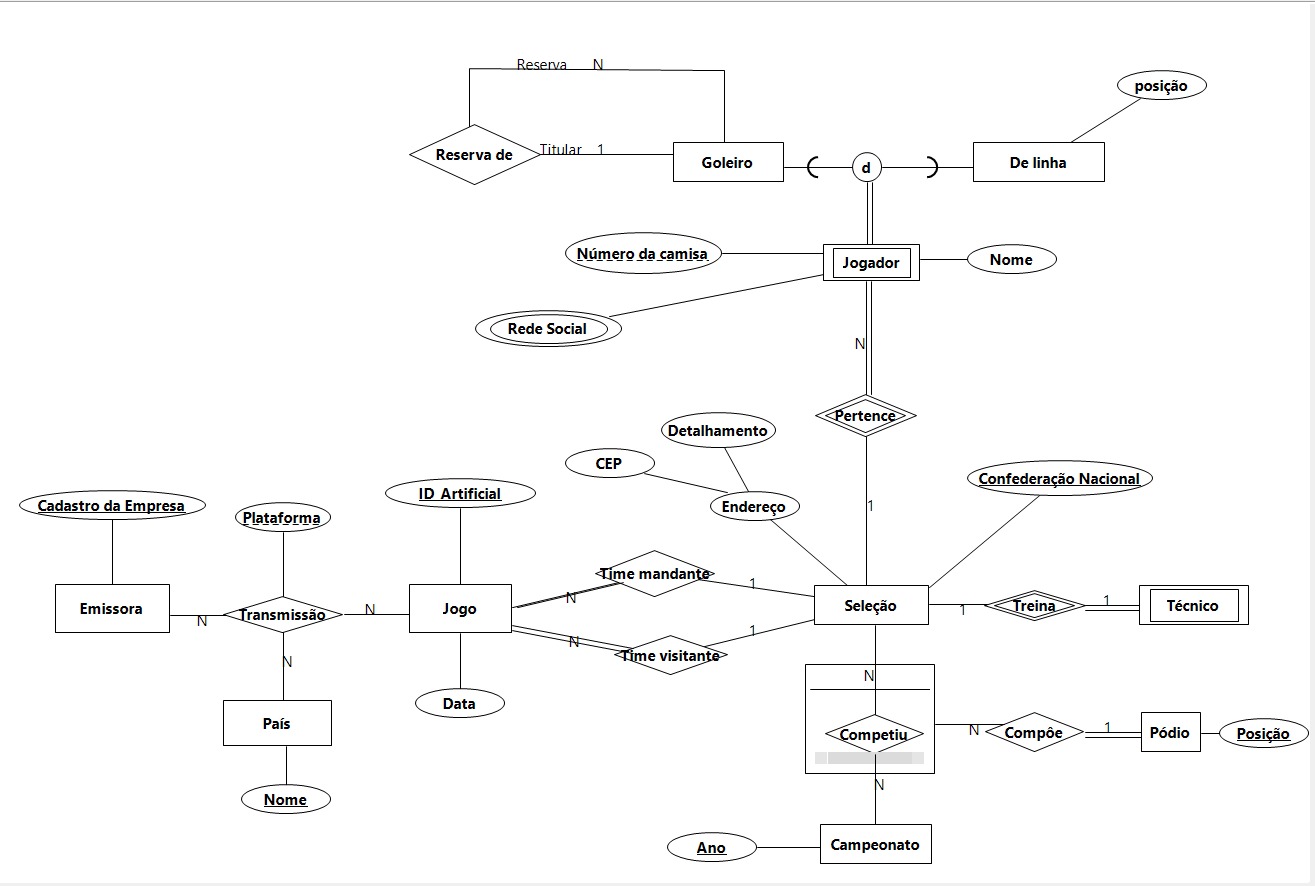 Reserva N
posição
Reserva de
Titular 1
Goleiro
d
De linha
Número da camisa
Jogador
Nome
Rede Social
N
Pertence
Detalhamento
CEP
Endereço
Confederação Nacional
1
Cadastro da Empresa
Plataforma
ID Artificial
Time mandante
1
N
Emissora
N
Transmissão
N
Jogo
Seleção
1
Treina
1
Técnico
N
1
Time visitante
N
País
Data
N
Competiu
N
Compôe
1
Pódio
Posição
N
Nome
Ano
Campeonato